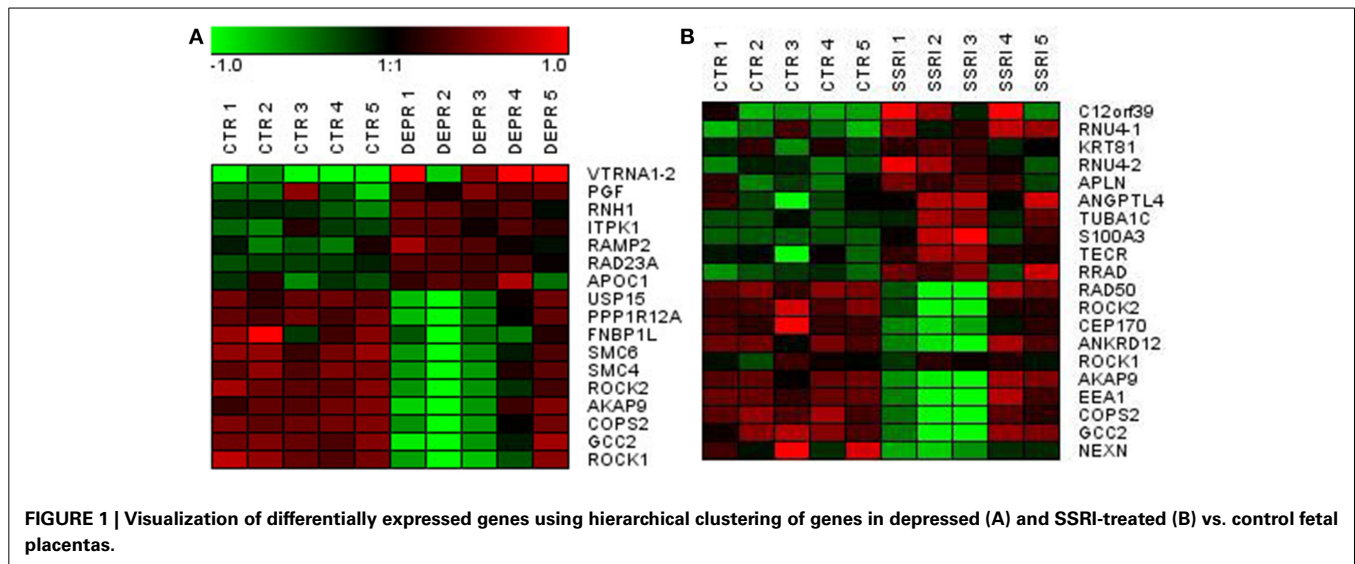 A
-1.0 1:1 1.0
CTR 1
CTR 2
CTR 3
CTR 4
CTR 5
DEPR 1
DEPR 2
DEPR 3
DEPR 4
DEPR 5
VTRNA1-2
PGF
RNH1
ITPK1
RAMP2
RAD23A
APOC1
USP15
PPP1R12A
FNBP1L
SMC6
SMC4
ROCK2
AKAP9
COPS2
GCC2
ROCK1
B
CTR 1
CTR 2
CTR 3
CTR 4
CTR 5
SSRI 1
SSRI 2
SSRI 3
SSRI 4
SSRI 5
C12orf39
RNU4-1
KRT81
RNU4-2
APLN
ANGPTL4
TUBA1C
S100A3
TECR
RRAD
RAD50
ROCK2
CEP170
ANKRD12
ROCK1
AKAP9
EEA1
COPS2
GCC2
NEXN
FIGURE 1 | Visualization of differentially expressed genes using hierarchical clustering of genes in depressed (A) and SSRI-treated (B) vs. control fetal
placentas.